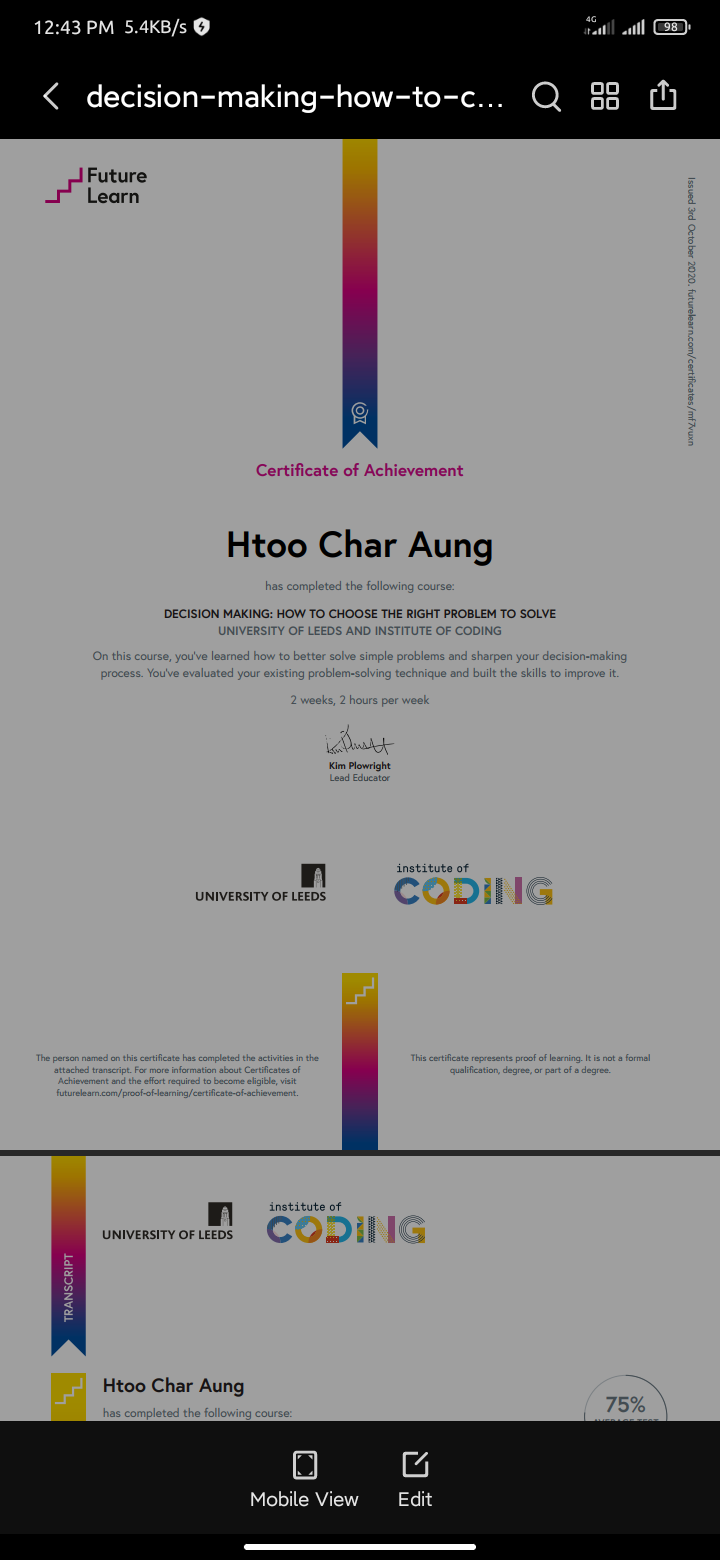 12:43 PM 5.4KB/s
4G
98
decision-making-how-to-c...
Future
Learn
Issued 3rd October 2020. futurelearn.com/certificates/mf7vuxn
Certificate of Achievement
Htoo Char Aung
has completed the following course:
DECISION MAKING: HOW TO CHOOSE THE RIGHT PROBLEM TO SOLVE
UNIVERSITY OF LEEDS AND INSTITUTE OF CODING
On this course, you've learned how to better solve simple problems and sharpen your decision-making
process. You've evaluated your existing problem-solving technique and built the skills to improve it.
2 weeks, 2 hours per week
Kim Plowright
Lead Educator
UNIVERSITY OF LEEDS
institute of
CODING
The person named on this certificate has completed the activities in the
attached transcript. For more information about Certificates of
Achievement and the effort required to become eligible, visit
futurelearn.com/proof-of-learning/certificate-of-achievement.
This certificate represents proof of learning. It is not a formal
qualification, degree, or part of a degree.
TRANSCRIPT
UNIVERSITY OF LEEDS
institute of
CODING
Htoo Char Aung
has completed the following course:
75%
Mobile View
Edit